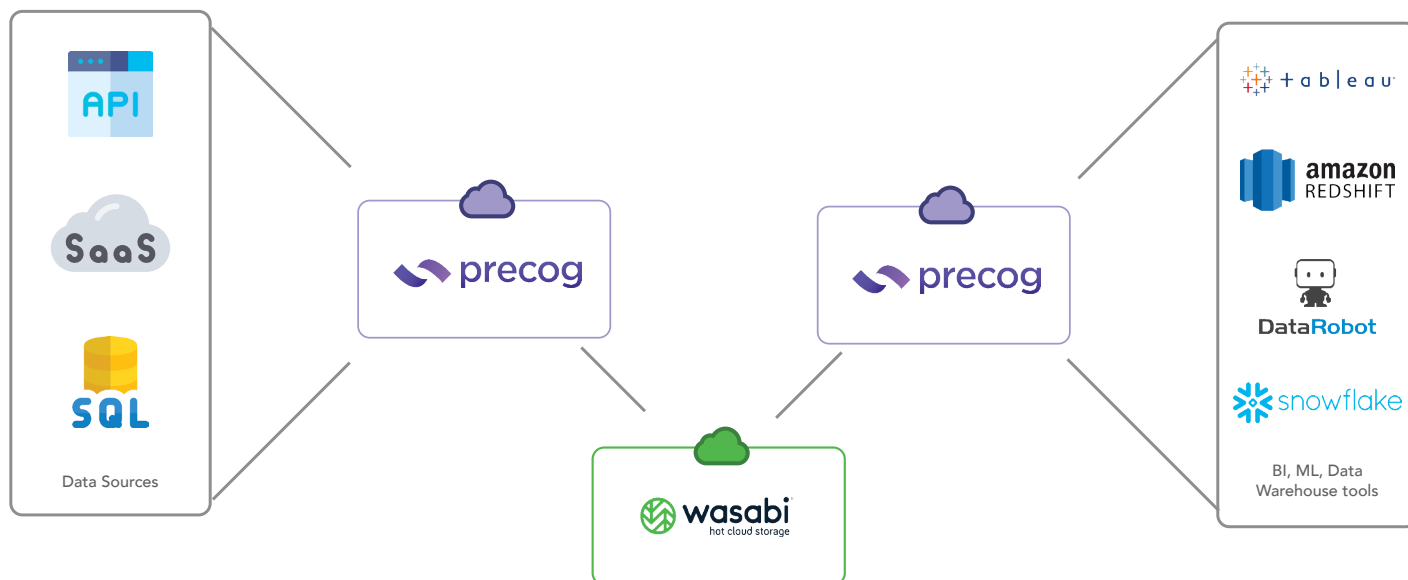 API
SaaS
SQL
Data Sources
precog
precog
wasabi
hot cloud storage
+ableau
amazon
REDSHIFT
DataRobot
snowflake
BI, ML, Data
Warehouse tools